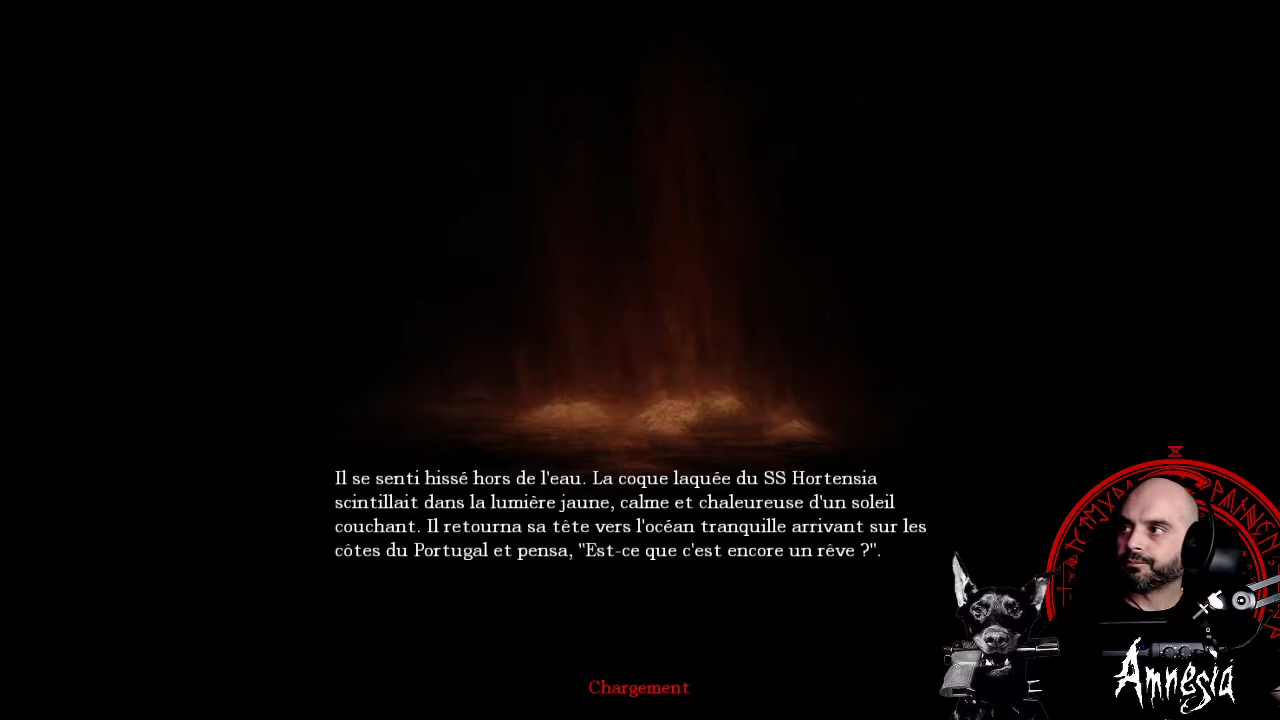 Il se senti hissé hors de l'eau. La coque laquée du SS Hortensia
scintillait dans la lumière jaune, calme et chaleureuse d'un soleil
couchant. Il retourna sa tête vers l'océan tranquille arrivant sur les
côtes du Portugal et pensa, "Est-ce que c'est encore un rêve ?".
Chargement
Amnesia